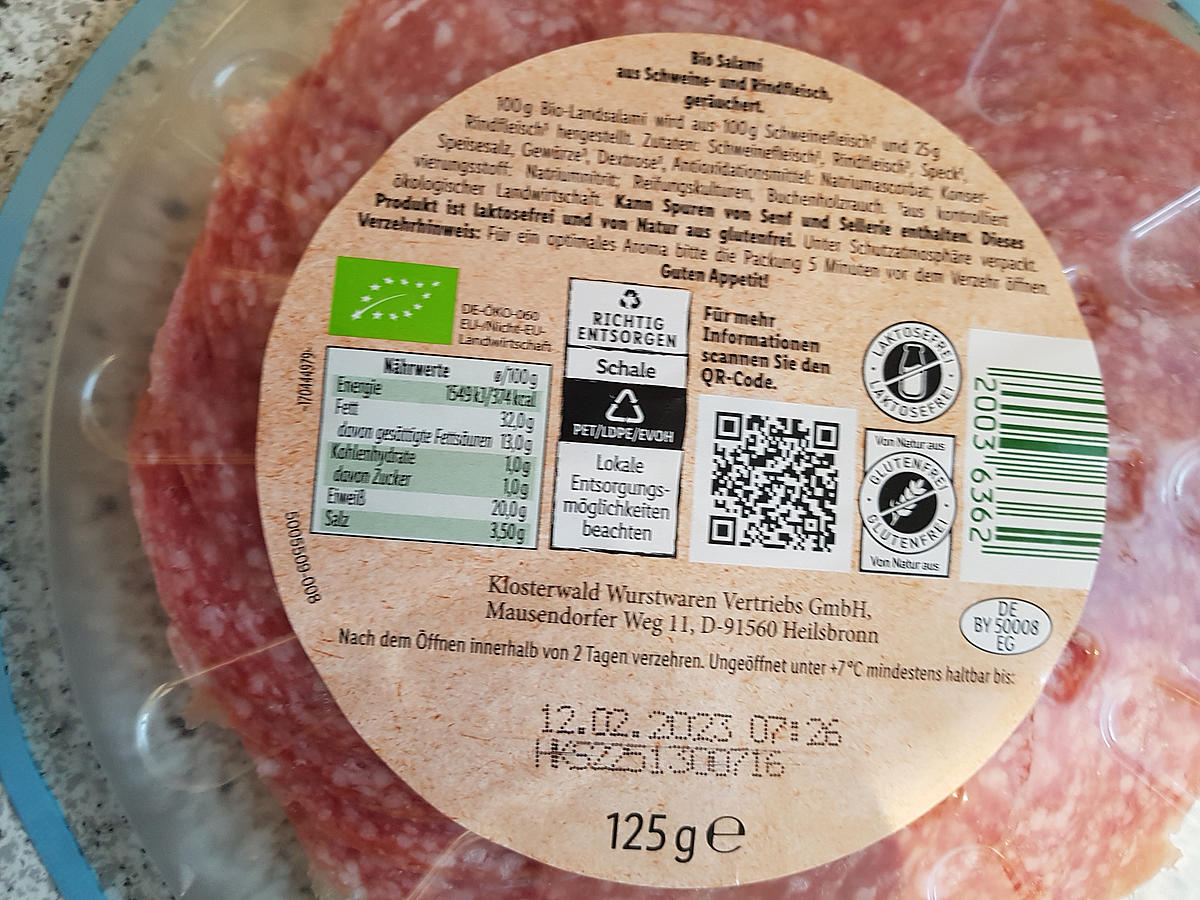 Bio Salami
aus Schweine- und Rindfleisch,
geräuchert.
100g Bio-Landsalami wird aus 100g Schweinefleisch¹ und 25g
Rindfleisch¹ hergestellt. Zutaten: Schweinefleisch¹, Rindfleisch¹, Speck¹,
Speisesalz, Gewürze¹, Dextrose¹, Antioxidationsmittel: Natriumascorbat; Konser-
vierungsstoff: Natriumnitrit; Reifungskulturen, Buchenholzrauch. ¹aus kontrolliert
ökologischer Landwirtschaft. Kann Spuren von Senf und Sellerie enthalten. Dieses
Produkt ist laktosefrei und von Natur aus glutenfrei. Unter Schutzatmosphäre verpackt.
Verzehrhinweis: Für ein optimales Aroma bitte die Packung 5 Minuten vor dem Verzehr öffnen.
Guten Appetit!
DE-ÖKO-060
EU-/Nicht-EU-
Landwirtschaft
Nährwerte ø/100g
Energie 1549 kJ/374 kcal
Fett 32,0g
davon gesättigte Fettsäuren 13,0g
Kohlenhydrate 1,0g
davon Zucker 1,0g
Eiweiß 20,0g
Salz 3,50g
-170444979-
5005509-008
RICHTIG
ENTSORGEN
Schale
PET/LDPE/EVOH
Lokale
Entsorgungs-
möglichkeiten
beachten
Für mehr
Informationen
scannen Sie den
QR-Code.
LAKTOSEFREI
LAKTOSEFREI
Von Natur aus
GLUTENFREI
GLUTENFREI
Von Natur aus
2003 6362
Klosterwald Wurstwaren Vertriebs GmbH,
Mausendorfer Weg 11, D-91560 Heilsbronn
DE
BY 50008
EG
Nach dem Öffnen innerhalb von 2 Tagen verzehren. Ungeöffnet unter +7°C mindestens haltbar bis:
12.02.2023 07:26
HKS2251300716
125 g e